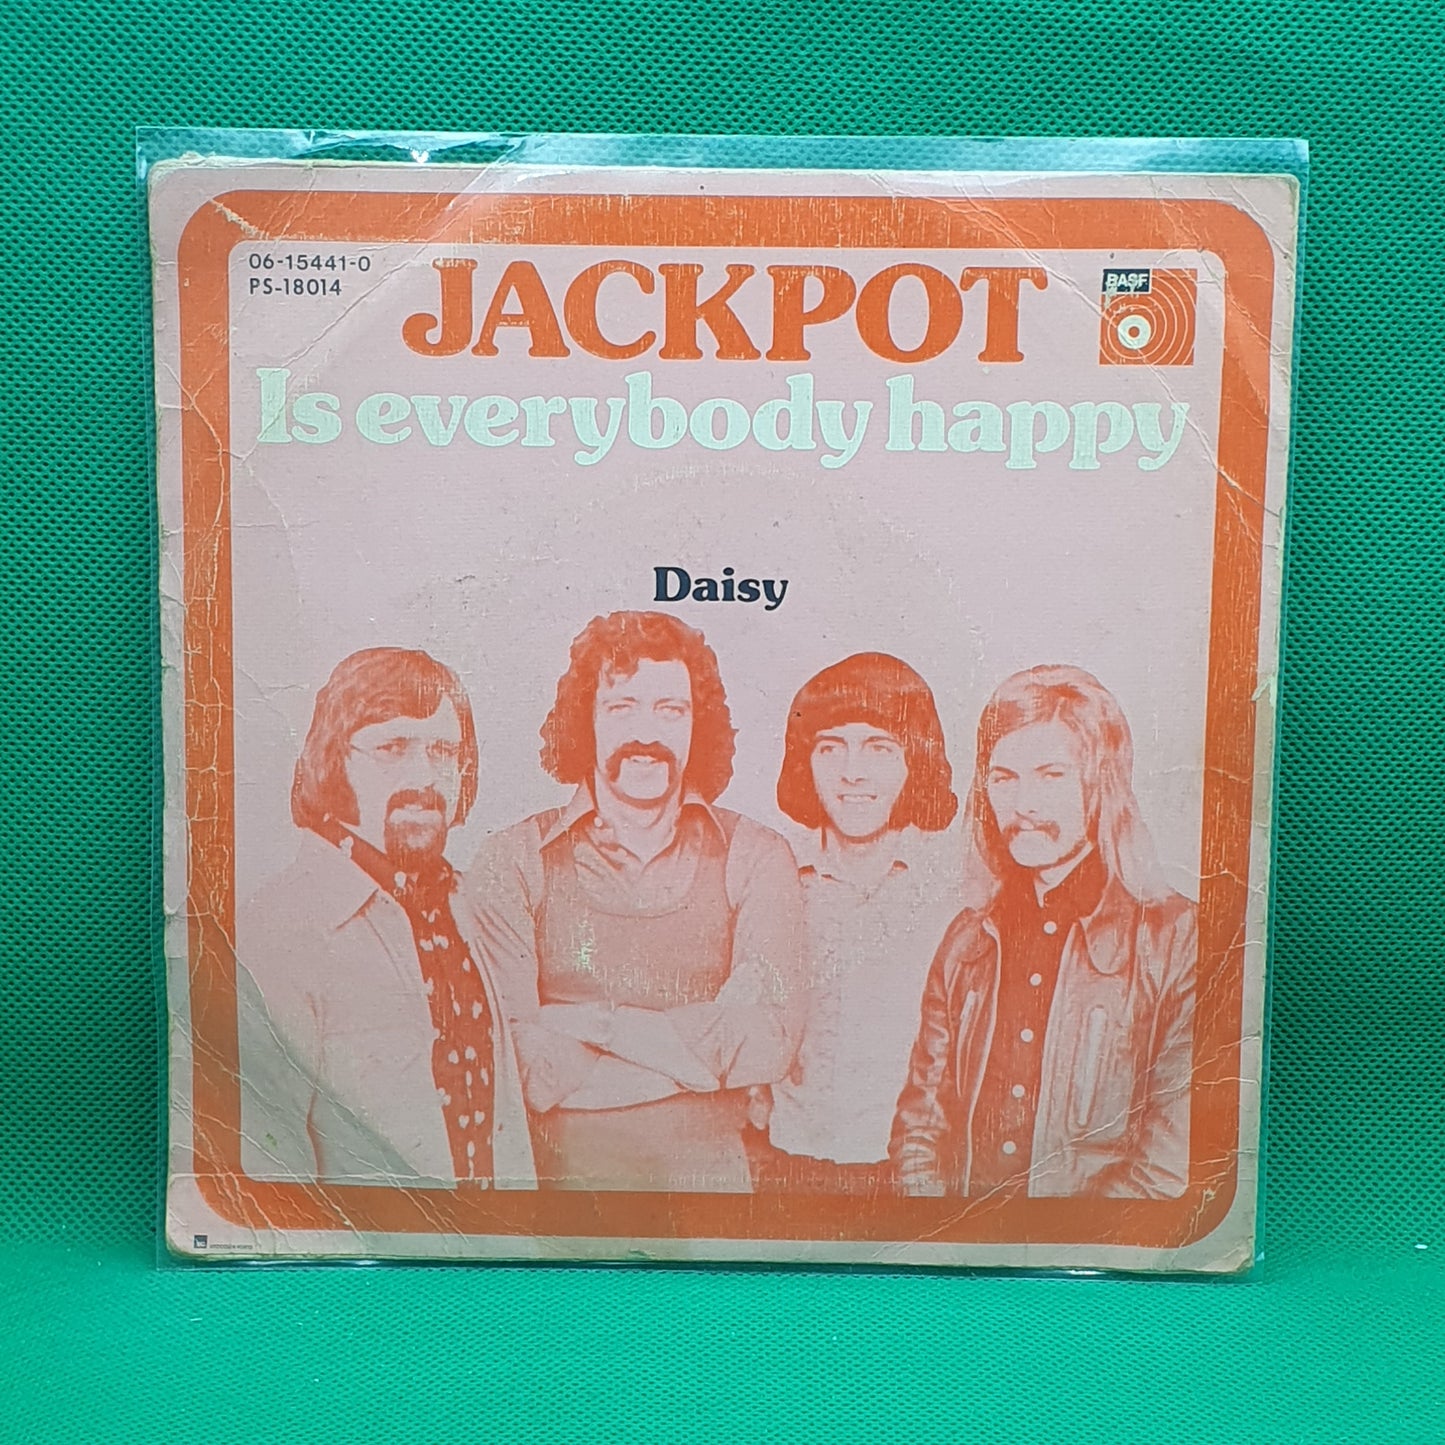 06-15441-0
PS-18014
JACKPOT
BASF
Is everybody happy
Daisy